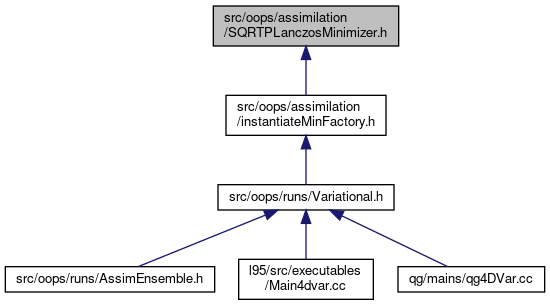 src/oops/assimilation
/SQRTPLanczosMinimizer.h
src/oops/assimilation
/instantiateMinFactory.h
src/oops/runs/Variational.h
src/oops/runs/AssimEnsemble.h
l95/src/executables
/Main4dvar.cc
qg/mains/qg4DVar.cc